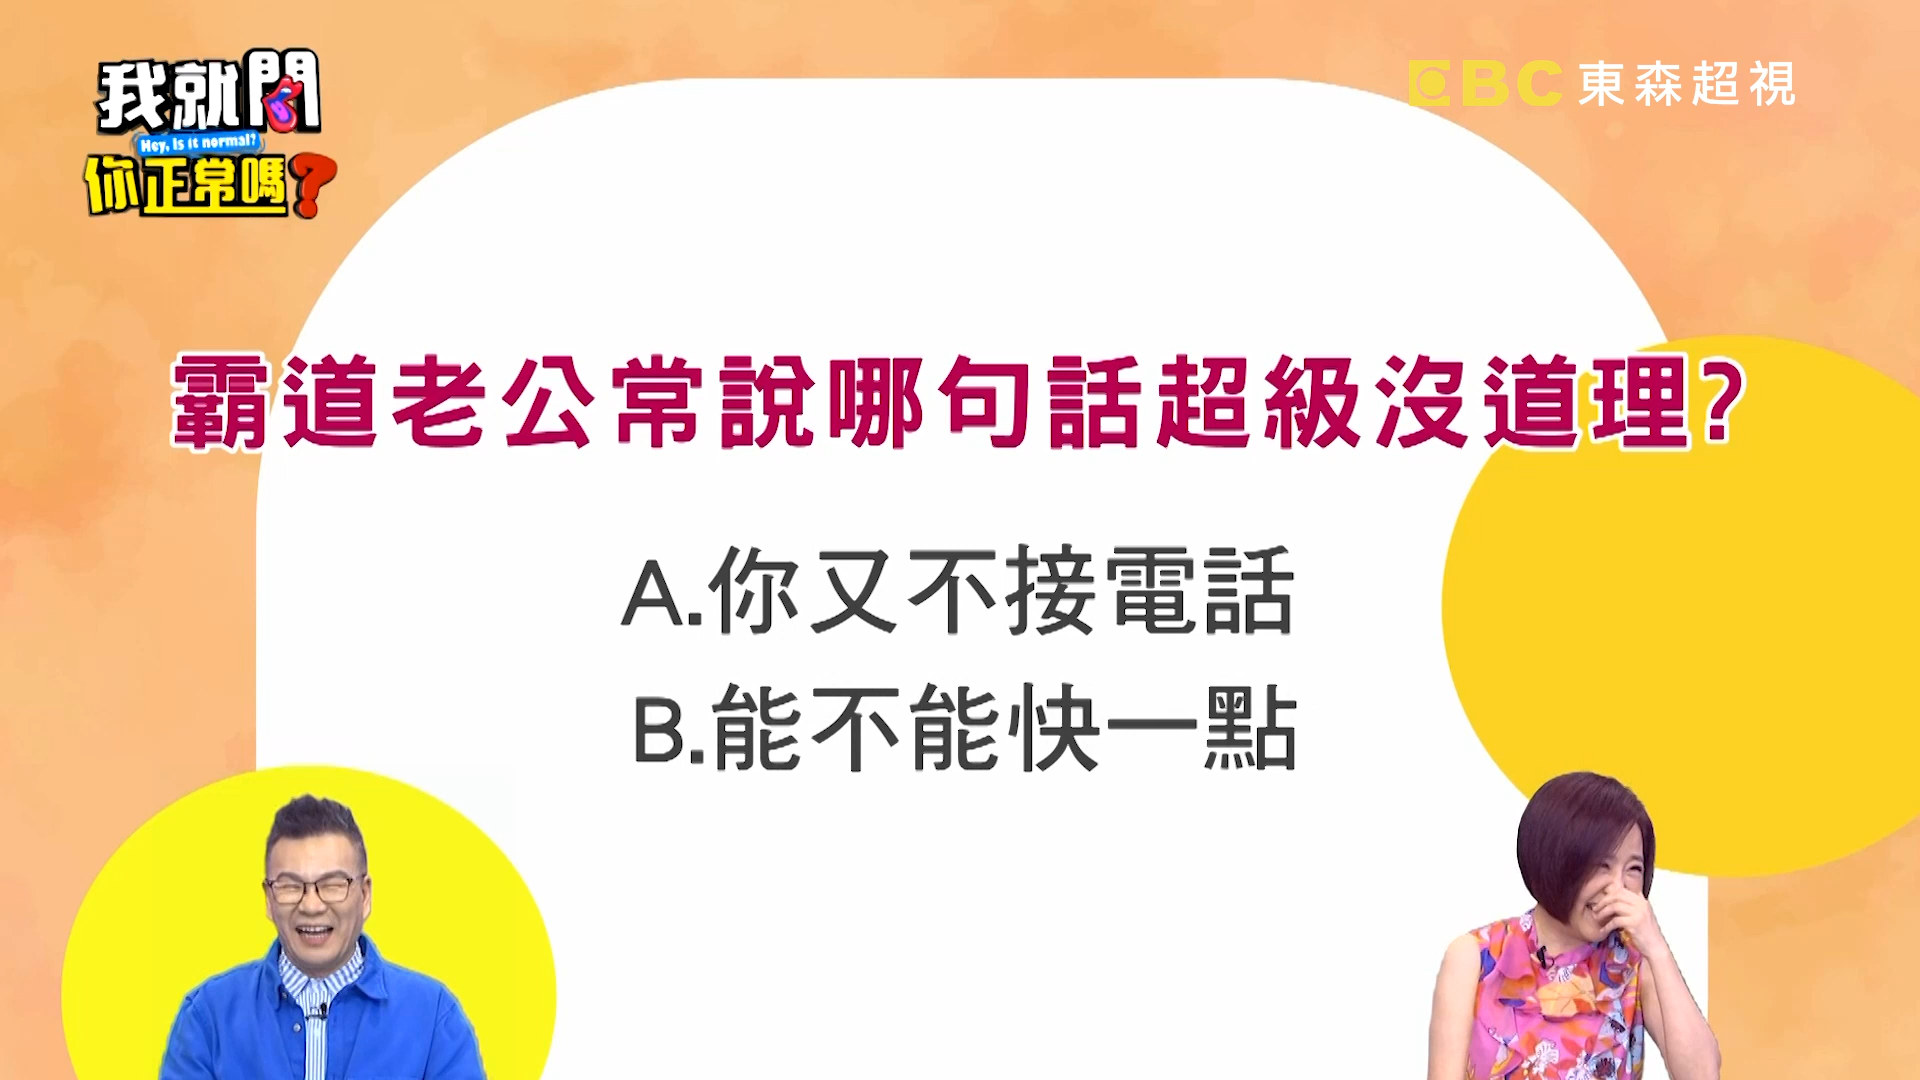 我就問
Hey, is it normal?
你正常嗎?
EBC 東森超視
霸道老公常說哪句話超級沒道理?
A.你又不接電話
B.能不能快一點